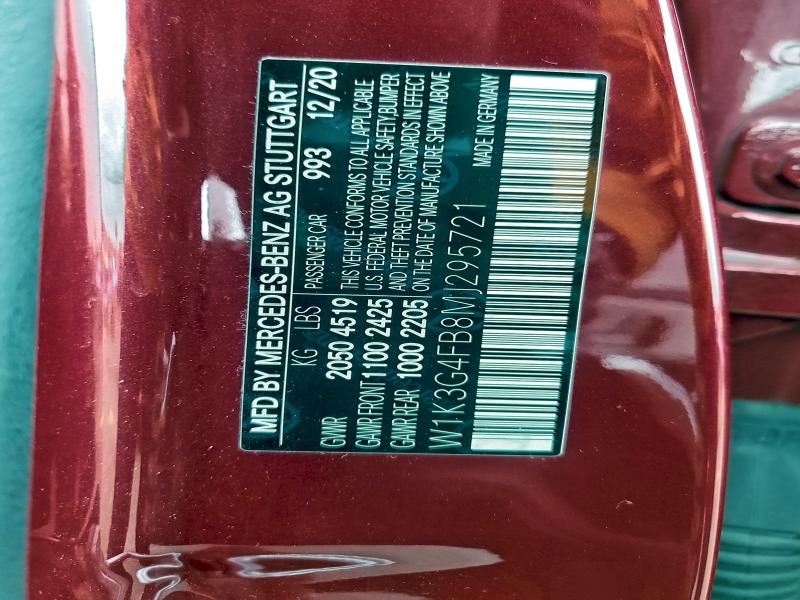 MFD BY MERCEDES-BENZ AG STUTTGART
KG LBS PASSENGER CAR 993 12/20
GVWR 2050 4519 THIS VEHICLE CONFORMS TO ALL APPLICABLE
GAWR FRONT 1100 2425 U.S. FEDERAL MOTOR VEHICLE SAFETY, BUMPER
GAWR REAR 1000 2205 AND THEFT PREVENTION STANDARDS IN EFFECT
ON THE DATE OF MANUFACTURE SHOWN ABOVE
W1K3G4FB8MJ295721
MADE IN GERMANY